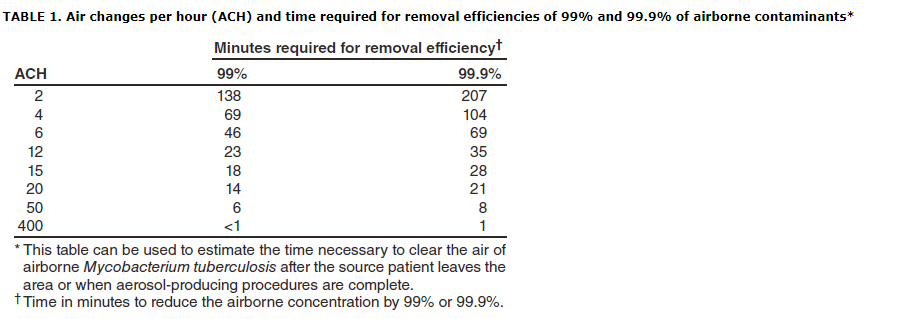 TABLE 1. Air changes per hour (ACH) and time required for removal efficiencies of 99% and 99.9% of airborne contaminants*
Minutes required for removal efficiency†
ACH 99% 99.9%
2 138 207
4 69 104
6 46 69
12 23 35
15 18 28
20 14 21
50 6 8
400 <1 1
* This table can be used to estimate the time necessary to clear the air of
airborne Mycobacterium tuberculosis after the source patient leaves the
area or when aerosol-producing procedures are complete.
† Time in minutes to reduce the airborne concentration by 99% or 99.9%.